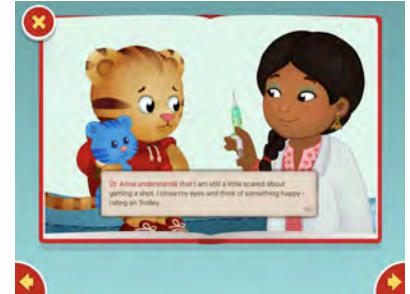 Dr. Anna understands that I am still a little scared about
getting a shot. I close my eyes and think of something happy -
riding on Trolley.